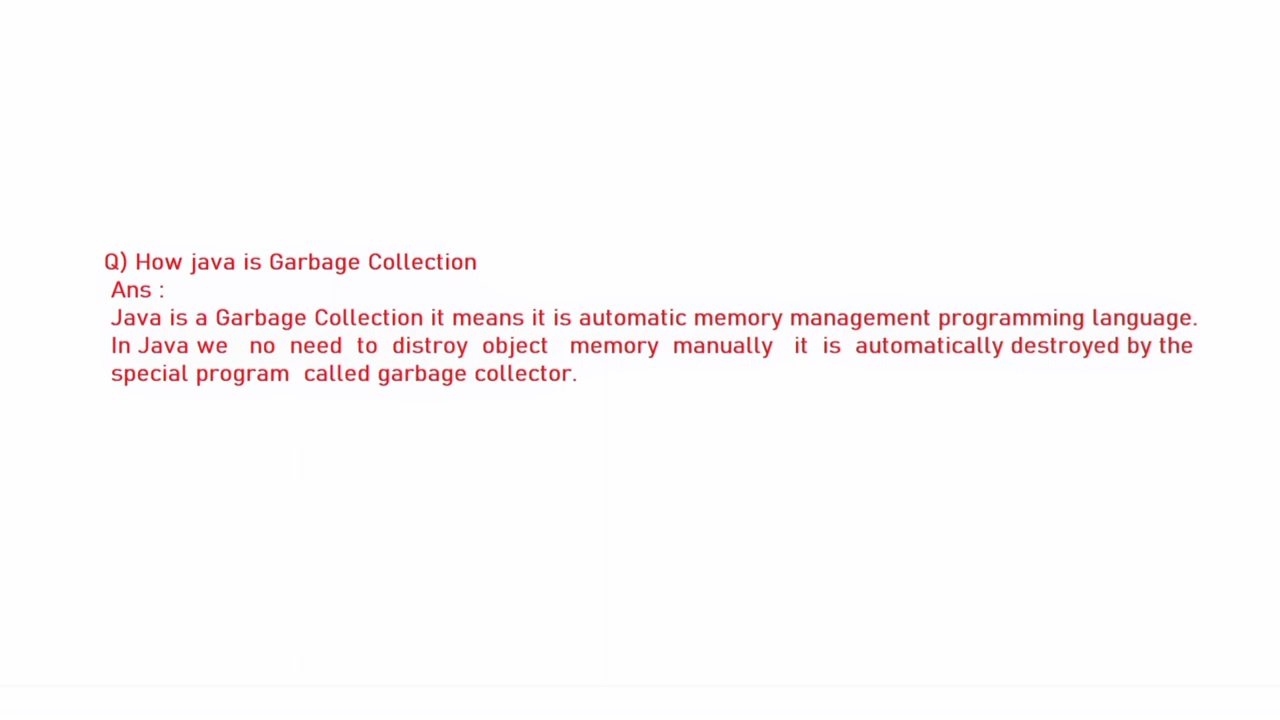 Q) How java is Garbage Collection
Ans :
Java is a Garbage Collection it means it is automatic memory management programming language.
In Java we no need to distroy object memory manually it is automatically destroyed by the
special program called garbage collector.